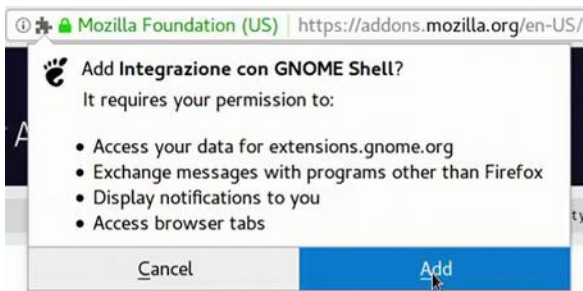 Mozilla Foundation (US) https://addons.mozilla.org/en-US/
Add Integrazione con GNOME Shell?
It requires your permission to:
• Access your data for extensions.gnome.org
• Exchange messages with programs other than Firefox
• Display notifications to you
• Access browser tabs
Cancel Add